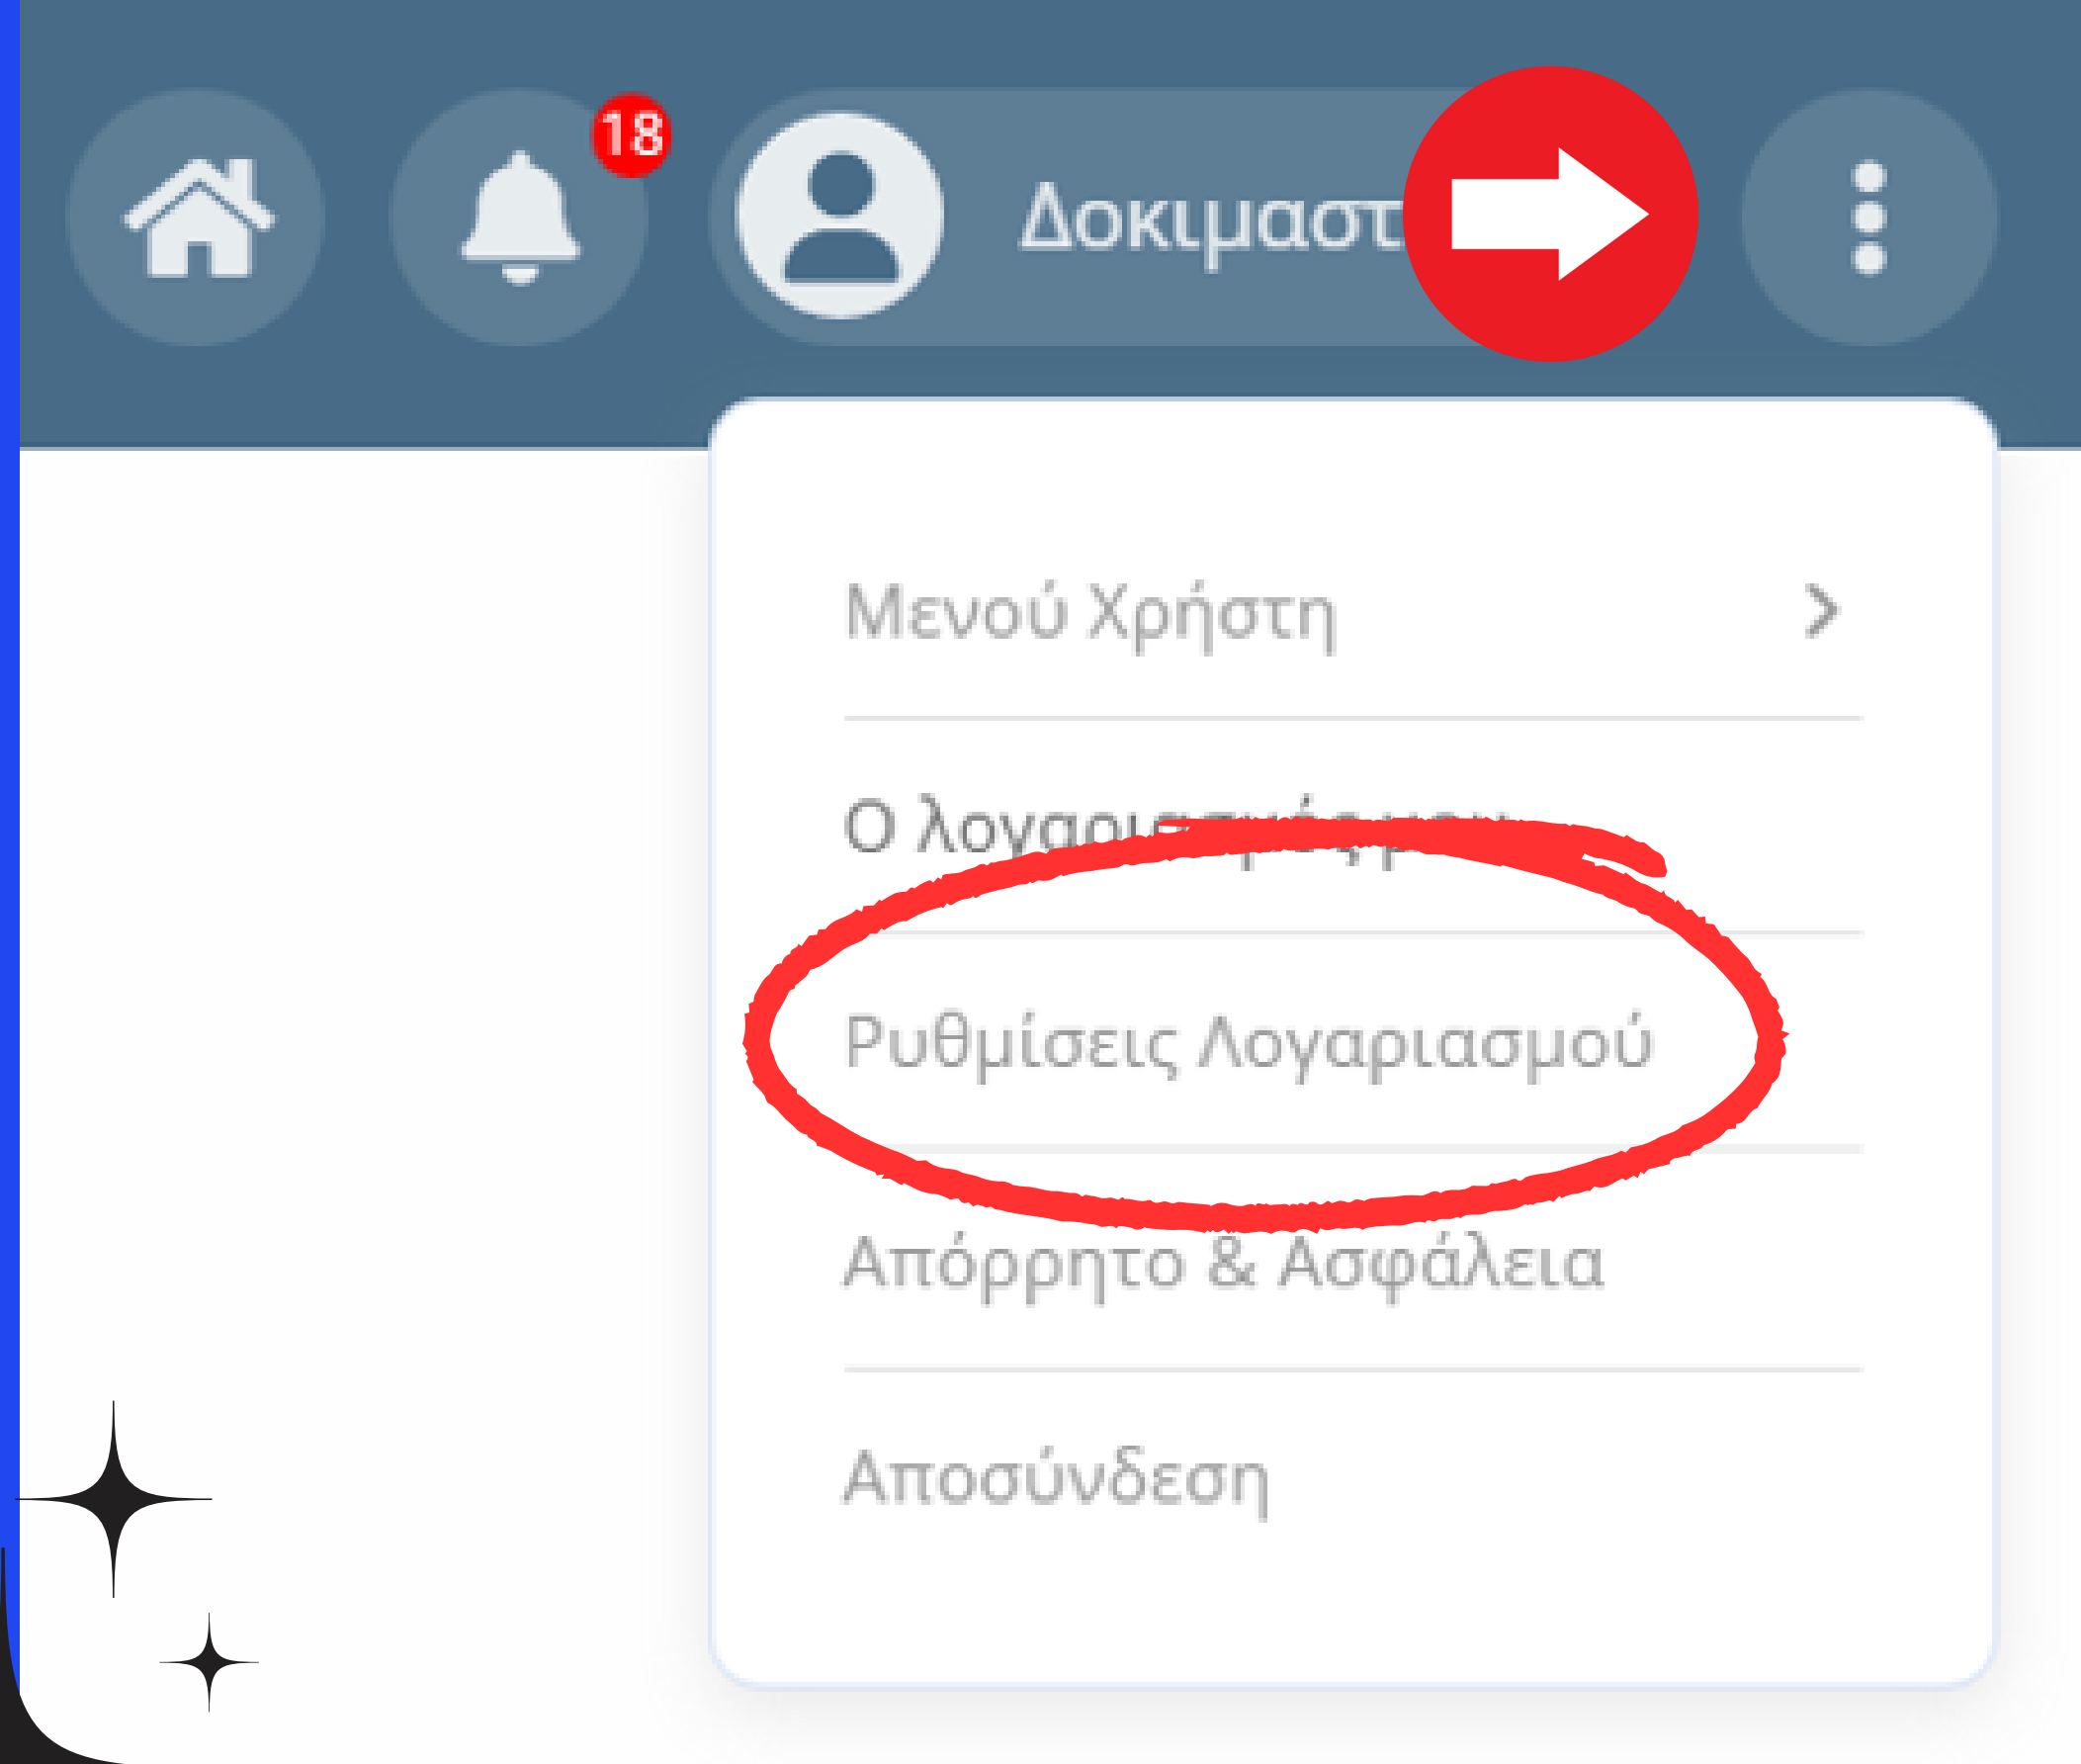 18
Δοκιμαστ
Μενού Χρήστη
Ο λογαριασμός μου
Ρυθμίσεις Λογαριασμού
Απόρρητο & Ασφάλεια
Αποσύνδεση